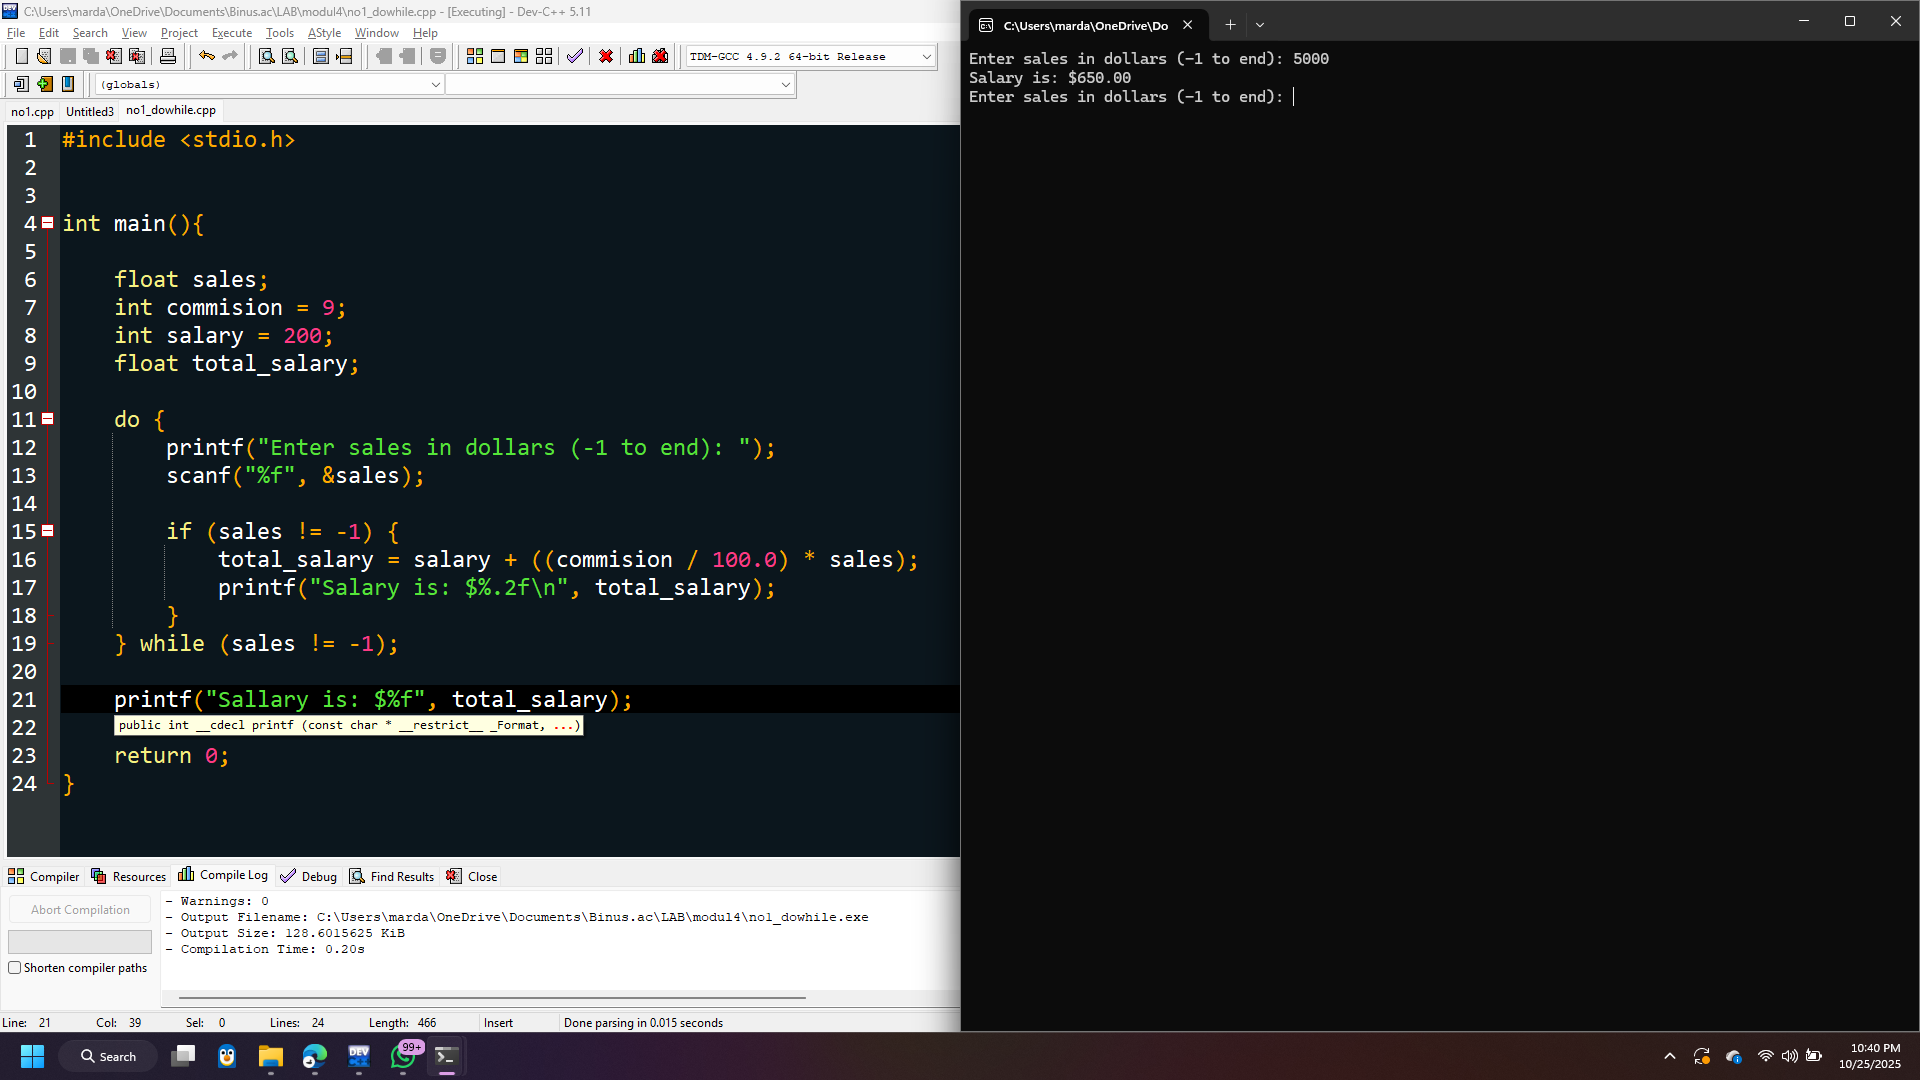 C:\Users\marda\OneDrive\Documents\Binus.ac\LAB\modul4\no1_dowhile.cpp - [Executing] - Dev-C++ 5.11
File Edit Search View Project Execute Tools AStyle Window Help
TDM-GCC 4.9.2 64-bit Release
(globals)
no1.cpp Untitled3 no1_dowhile.cpp
1 #include <stdio.h>
2
3
4 int main(){
5
6 float sales;
7 int commision = 9;
8 int salary = 200;
9 float total_salary;
10
11 do {
12 printf("Enter sales in dollars (-1 to end): ");
13 scanf("%f", &sales);
14
15 if (sales != -1) {
16 total_salary = salary + ((commision / 100.0) * sales);
17 printf("Salary is: $%.2f\n", total_salary);
18 }
19 } while (sales != -1);
20
21 printf("Sallary is: $%f", total_salary);
22 public int __cdecl printf (const char * __restrict__ _Format, ...)
23 return 0;
24 }
Compiler Resources Compile Log Debug Find Results Close
Abort Compilation
Shorten compiler paths
- Warnings: 0
- Output Filename: C:\Users\marda\OneDrive\Documents\Binus.ac\LAB\modul4\no1_dowhile.exe
- Output Size: 128.6015625 KiB
- Compilation Time: 0.20s
Line: 21 Col: 39 Sel: 0 Lines: 24 Length: 466 Insert Done parsing in 0.015 seconds
C:\Users\marda\OneDrive\Do
Enter sales in dollars (-1 to end): 5000
Salary is: $650.00
Enter sales in dollars (-1 to end):
Search
DEV
99+
10:40 PM
10/25/2025